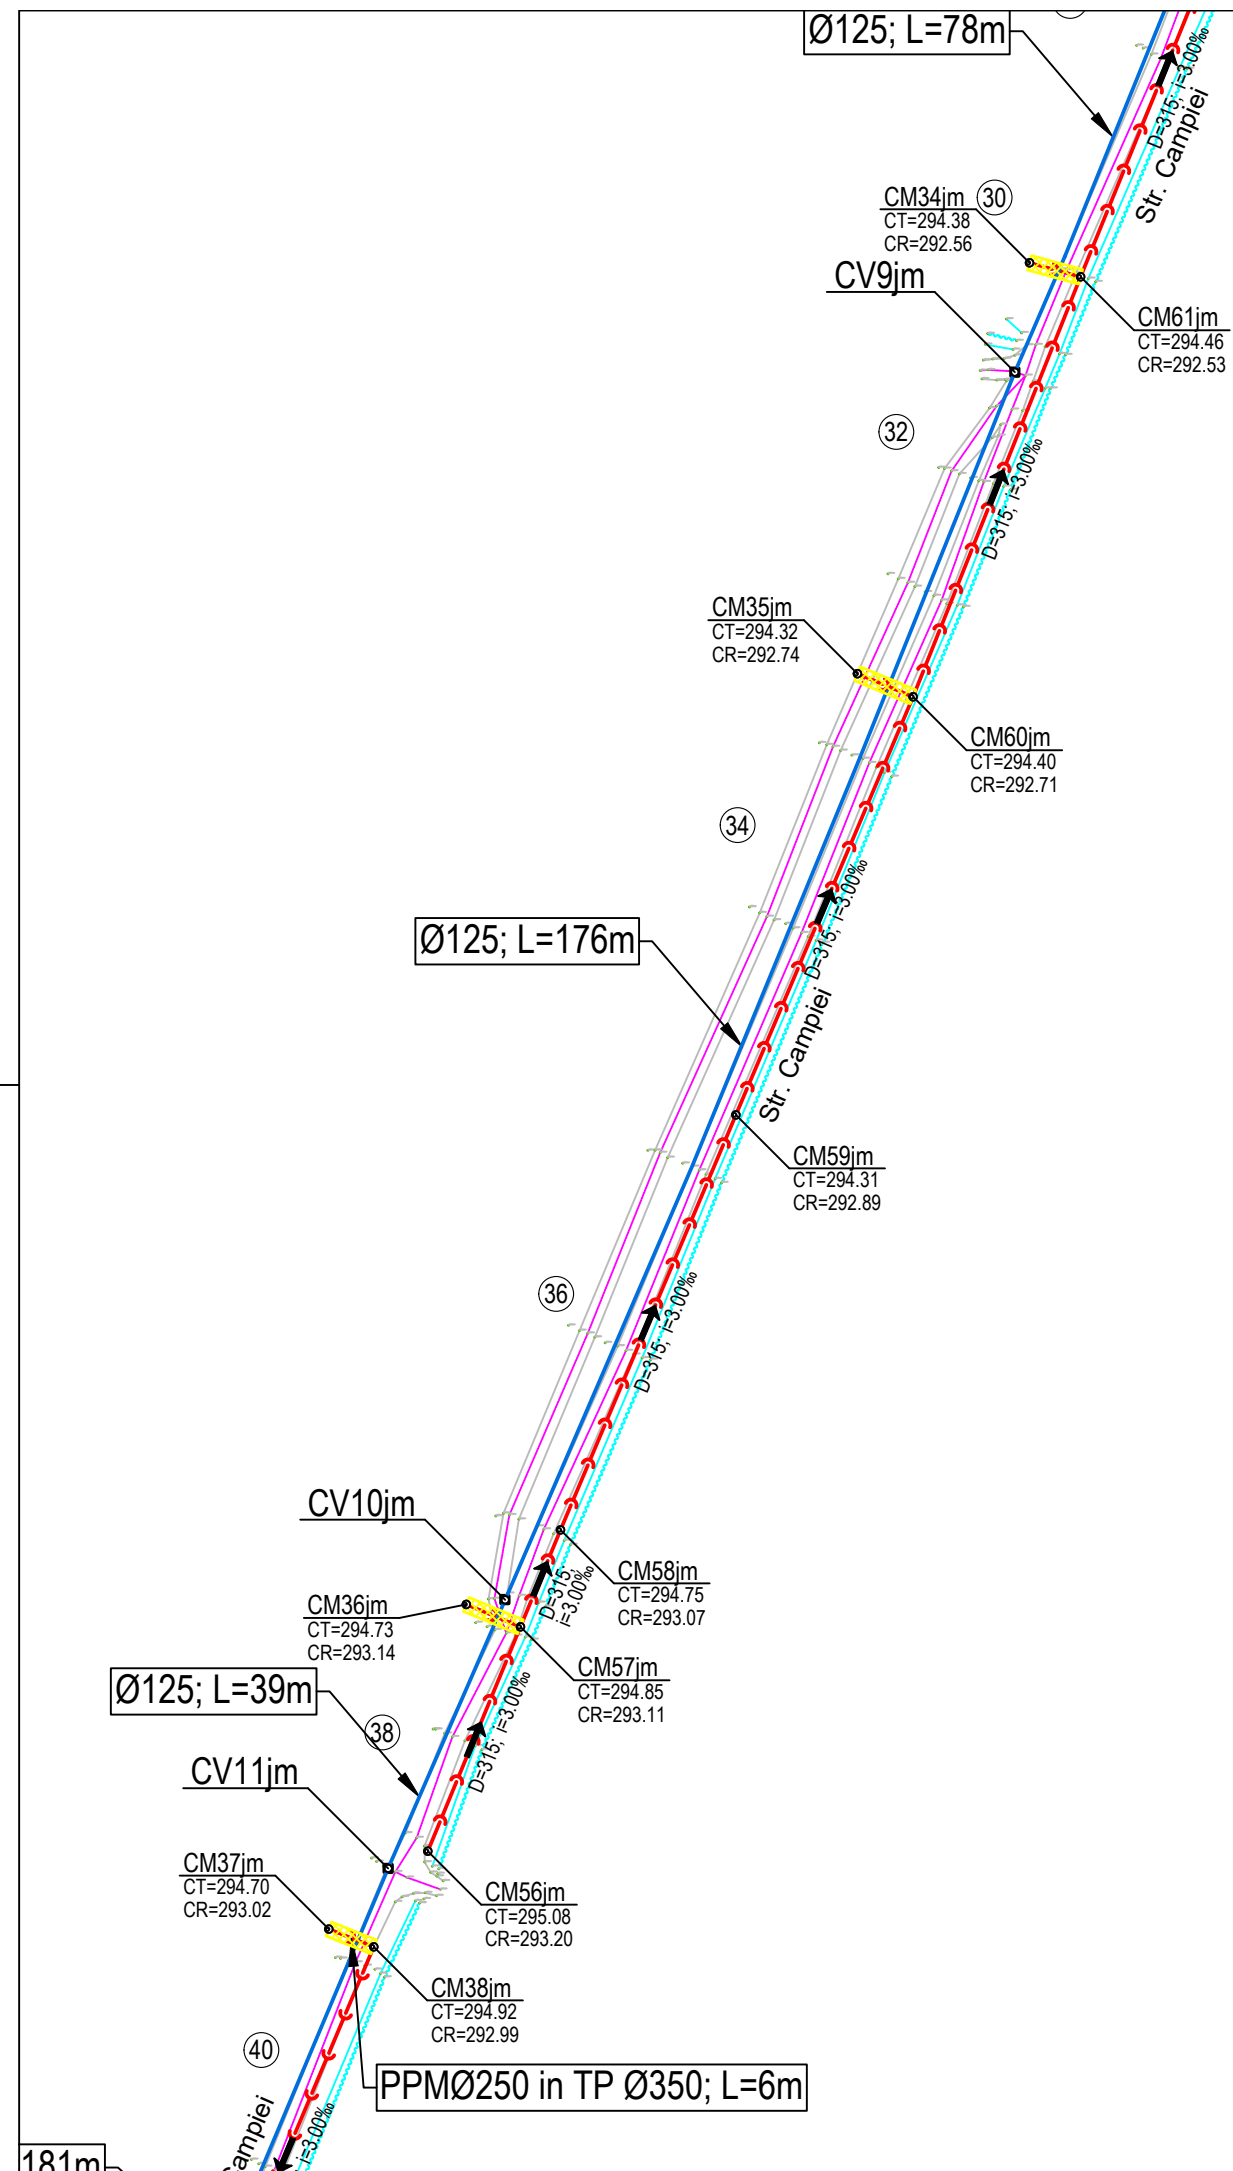 Ø125; L=78m
D=315; i=3.00‰
Str. Campiei
30
CM34jm
CT=294.38
CR=292.56
CV9jm
CM61jm
CT=294.46
CR=292.53
32
D=315; i=3.00‰
CM35jm
CT=294.32
CR=292.74
CM60jm
CT=294.40
CR=292.71
34
D=315; i=3.00‰
Ø125; L=176m
Str. Campiei
CM59jm
CT=294.31
CR=292.89
36
D=315; i=3.00‰
CV10jm
CM58jm
CT=294.75
CR=293.07
D=315;
i=3.00‰
CM36jm
CT=294.73
CR=293.14
CM57jm
CT=294.85
CR=293.11
Ø125; L=39m
38
D=315; i=3.00‰
CV11jm
CM37jm
CT=294.70
CR=293.02
CM56jm
CT=295.08
CR=293.20
CM38jm
CT=294.92
CR=292.99
40
PPMØ250 in TP Ø350; L=6m
i=3.00‰
181m